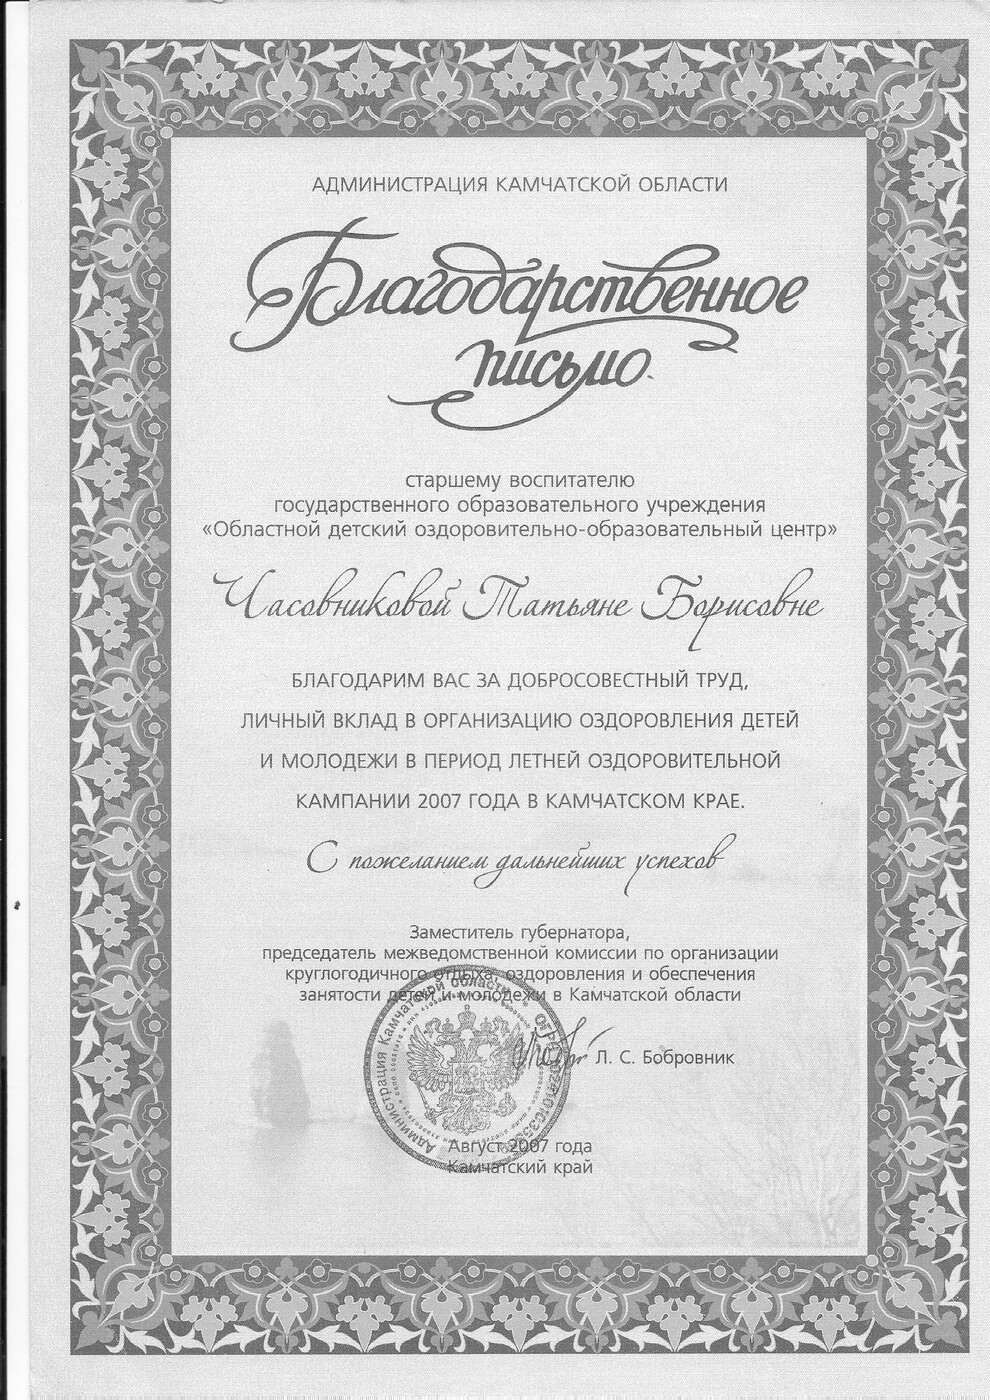 АДМИНИСТРАЦИЯ КАМЧАТСКОЙ ОБЛАСТИ
Благодарственное
письмо
старшему воспитателю
государственного образовательного учреждения
«Областной детский оздоровительно-образовательный центр»
Часовниковой Татьяне Борисовне
БЛАГОДАРИМ ВАС ЗА ДОБРОСОВЕСТНЫЙ ТРУД,
ЛИЧНЫЙ ВКЛАД В ОРГАНИЗАЦИЮ ОЗДОРОВЛЕНИЯ ДЕТЕЙ
И МОЛОДЕЖИ В ПЕРИОД ЛЕТНЕЙ ОЗДОРОВИТЕЛЬНОЙ
КАМПАНИИ 2007 ГОДА В КАМЧАТСКОМ КРАЕ.
С пожеланием дальнейших успехов
Заместитель губернатора,
председатель межведомственной комиссии по организации
круглогодичного отдыха, оздоровления и обеспечения
занятости детей и молодежи в Камчатской области
Администрация Камчатской области
Л. С. Бобровник
Август 2007 года
Камчатский край